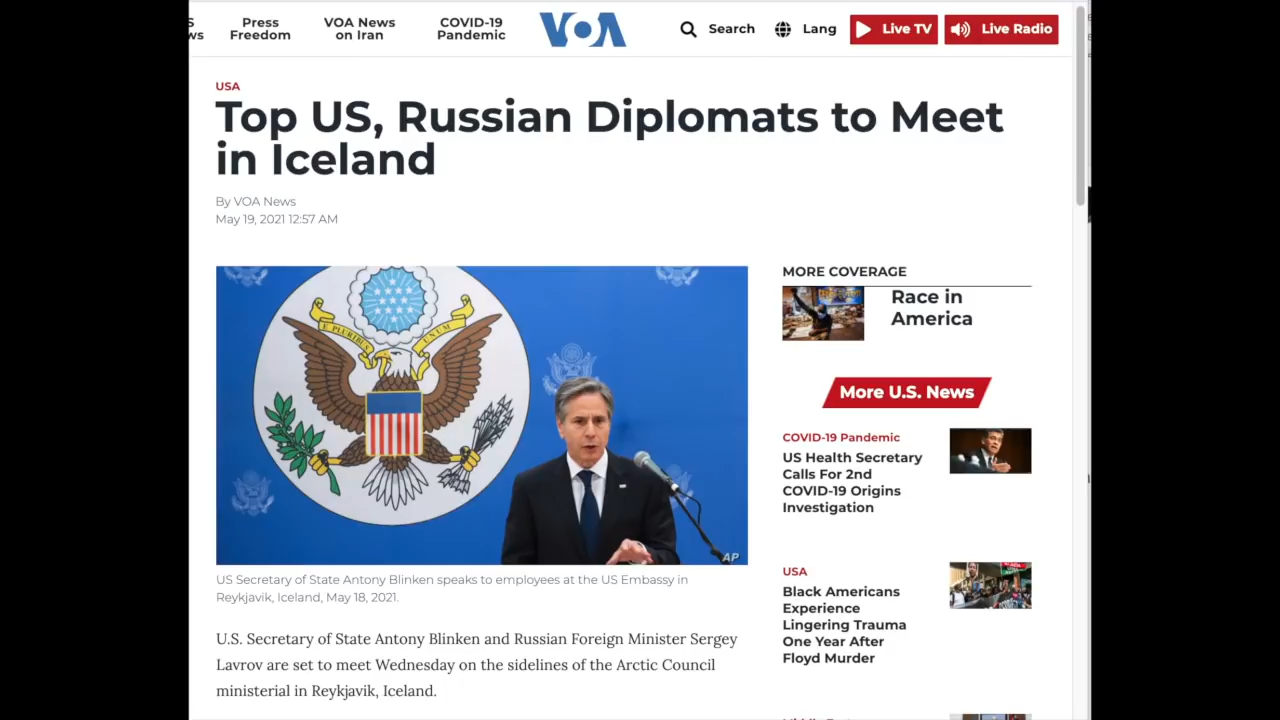 S
ws
Press
Freedom
VOA News
on Iran
COVID-19
Pandemic
VOA
Search
Lang
Live TV
Live Radio
USA
Top US, Russian Diplomats to Meet
in Iceland
By VOA News
May 19, 2021 12:57 AM
E PLURIBUS UNUM
AP
US Secretary of State Antony Blinken speaks to employees at the US Embassy in
Reykjavik, Iceland, May 18, 2021.
U.S. Secretary of State Antony Blinken and Russian Foreign Minister Sergey
Lavrov are set to meet Wednesday on the sidelines of the Arctic Council
ministerial in Reykjavik, Iceland.
MORE COVERAGE
Race in
America
More U.S. News
COVID-19 Pandemic
US Health Secretary
Calls For 2nd
COVID-19 Origins
Investigation
USA
Black Americans
Experience
Lingering Trauma
One Year After
Floyd Murder